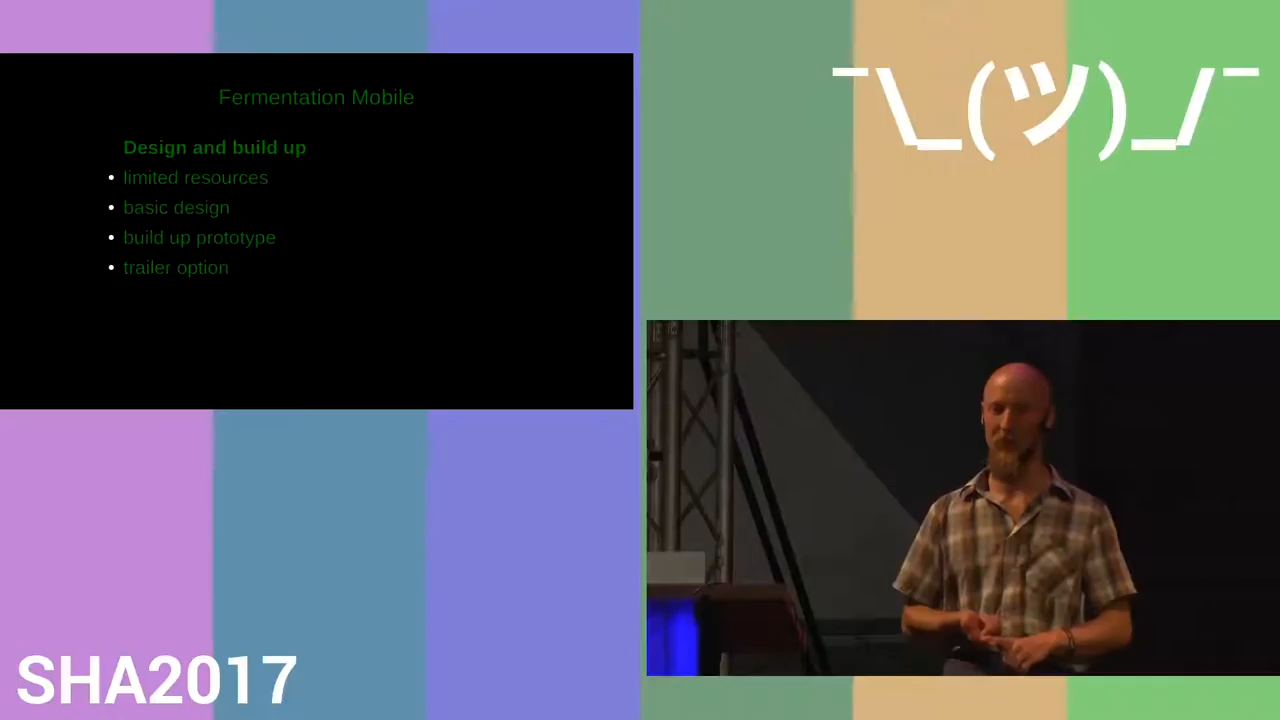 Fermentation Mobile
Design and build up
• limited resources
• basic design
• build up prototype
• trailer option
¯\_(ツ)_/¯
SHA2017